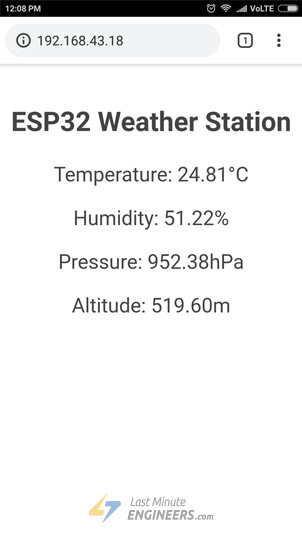 12:08 PM VoLTE
192.168.43.18 1
ESP32 Weather Station
Temperature: 24.81°C
Humidity: 51.22%
Pressure: 952.38hPa
Altitude: 519.60m
Last Minute
ENGINEERS.com